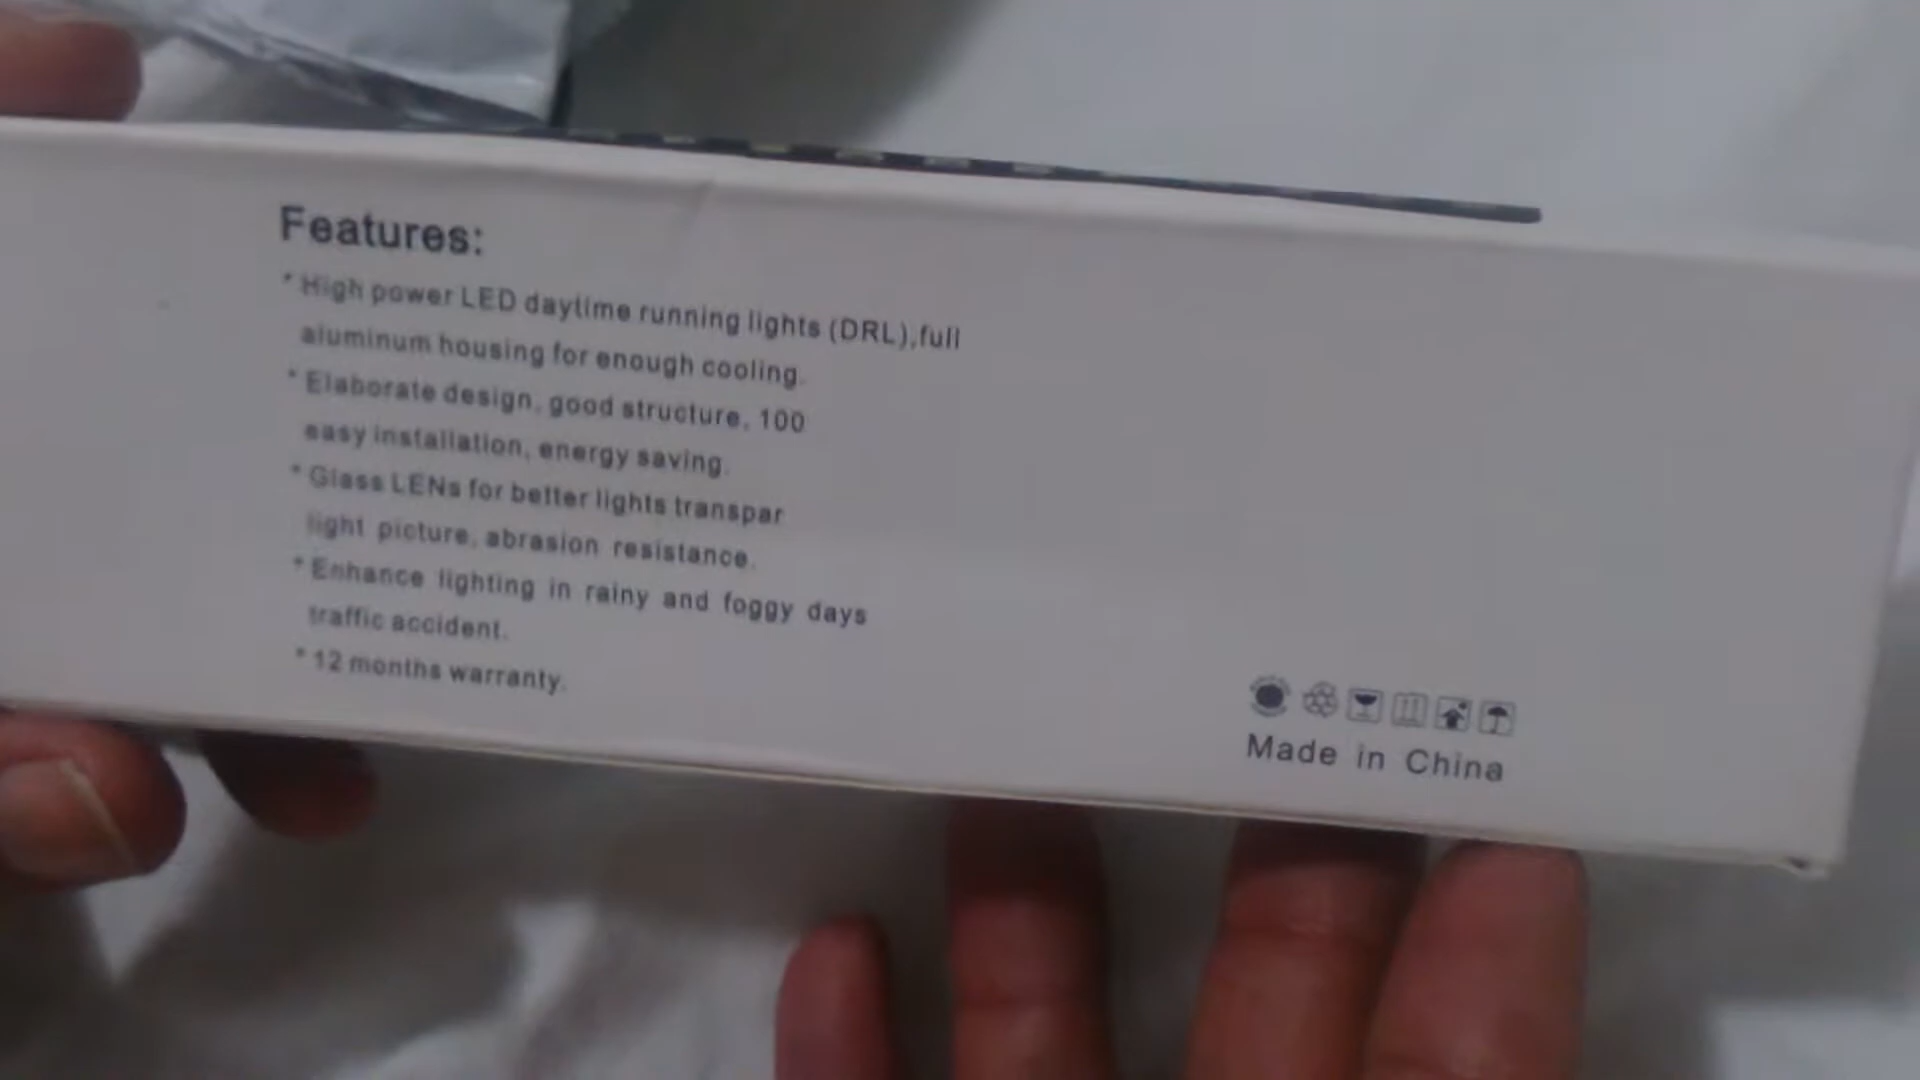 Features:
* High power LED daytime running lights (DRL),full
aluminum housing for enough cooling.
* Elaborate design, good structure, 100
easy installation, energy saving.
* Glass LENs for better lights transpar
light picture, abrasion resistance.
* Enhance lighting in rainy and foggy days
traffic accident.
* 12 months warranty.
Made in China